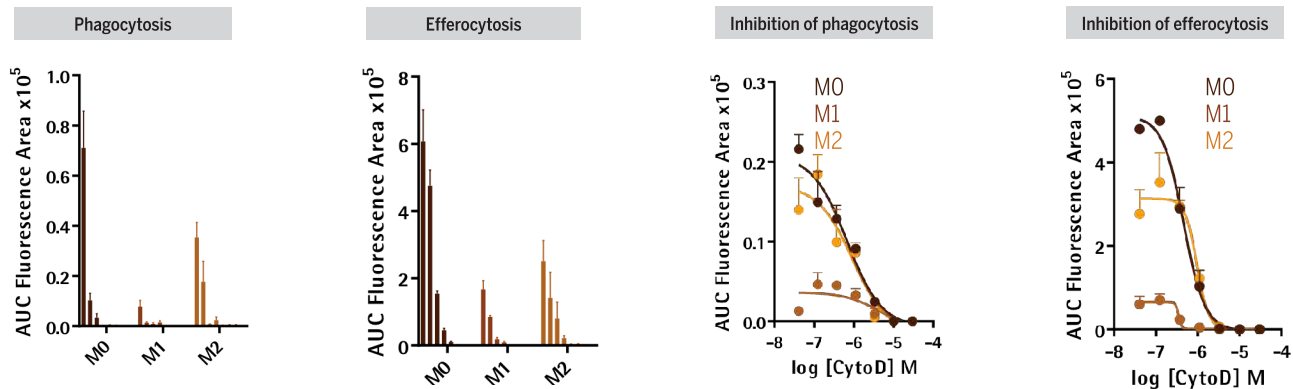 Phagocytosis
AUC Fluorescence Area x10⁵
1.0
0.8
0.6
0.4
0.2
0.0
M0 M1 M2
Efferocytosis
AUC Fluorescence Area x10⁵
8
6
4
2
0
M0 M1 M2
Inhibition of phagocytosis
AUC Fluorescence Area x10⁵
0.3
0.2
0.1
0.0
M0
M1
M2
-8 -7 -6 -5 -4
log [CytoD] M
Inhibition of efferocytosis
AUC Fluorescence Area x10⁵
6
4
2
0
M0
M1
M2
-8 -7 -6 -5 -4
log [CytoD] M